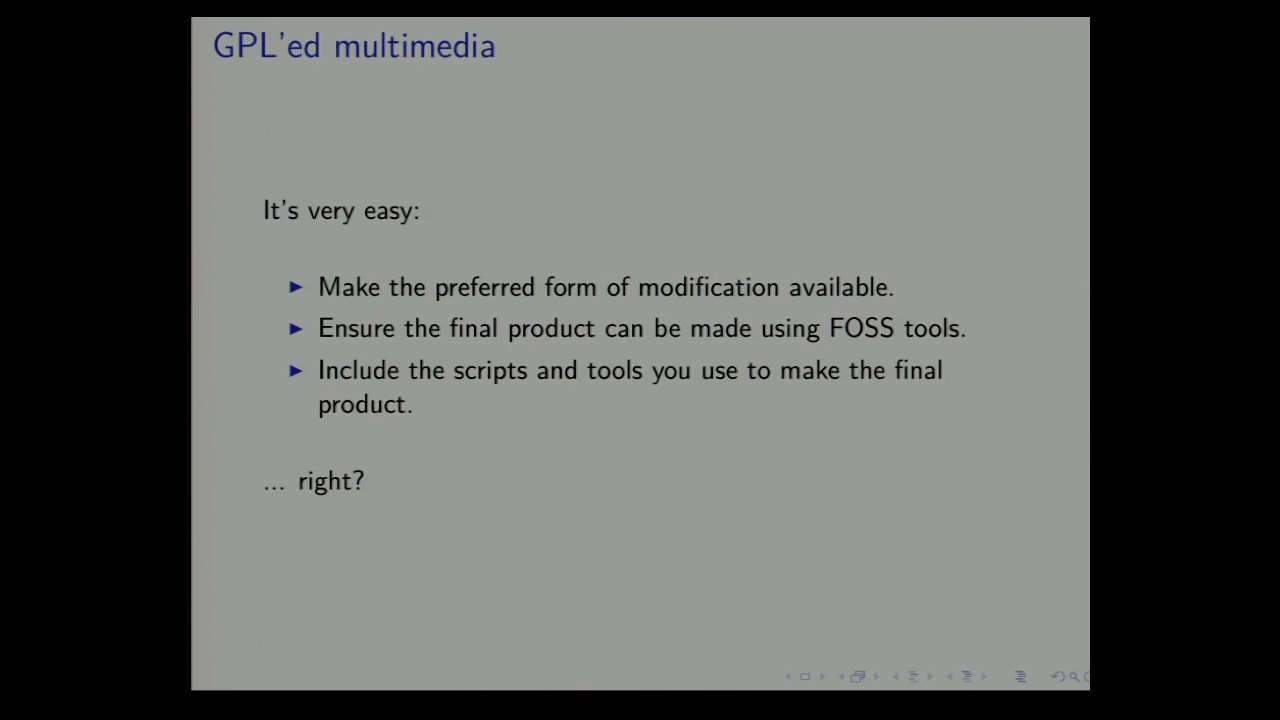 GPL'ed multimedia
It's very easy:
Make the preferred form of modification available.
Ensure the final product can be made using FOSS tools.
Include the scripts and tools you use to make the final
product.
... right?